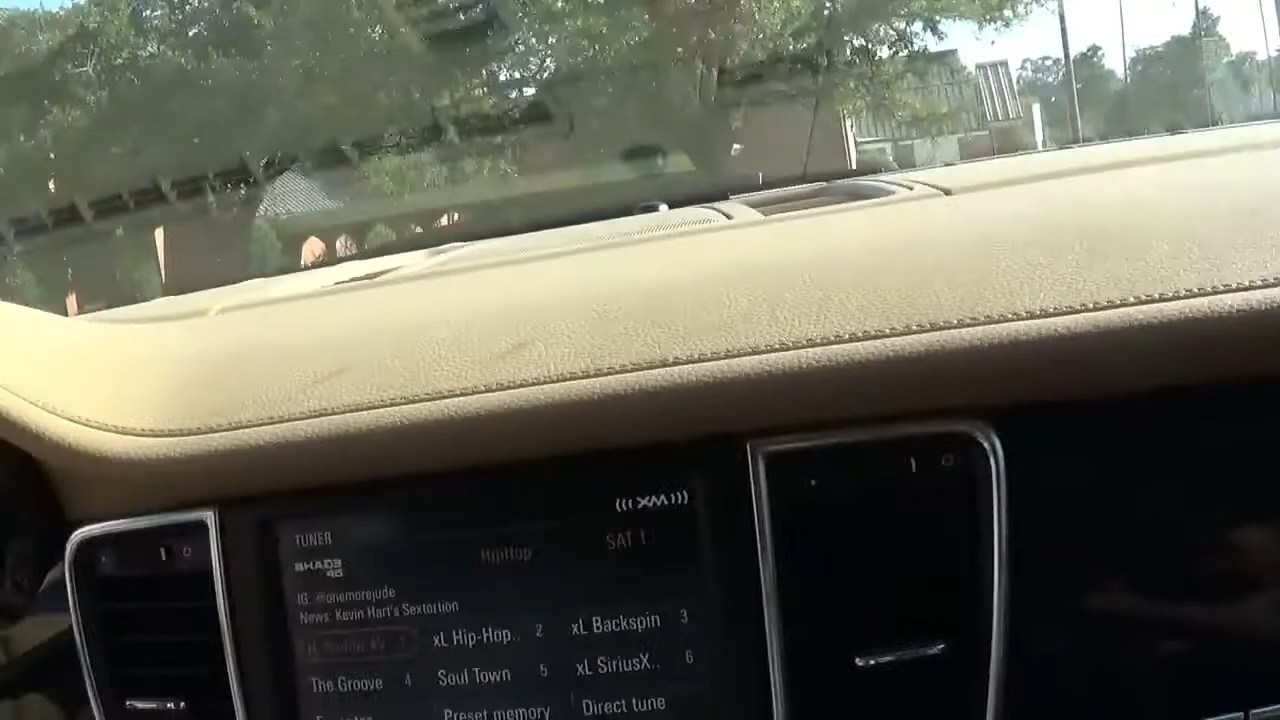 (((XM)))
TUNER
HipHop
SAT 1
SHAD3 45
IG: @onemorejude
News: Kevin Hart's Sextortion
xL Hip-Hop.. 2
xL Backspin 3
The Groove 4
Soul Town 5
xL SiriusX.. 6
Preset memory
Direct tune